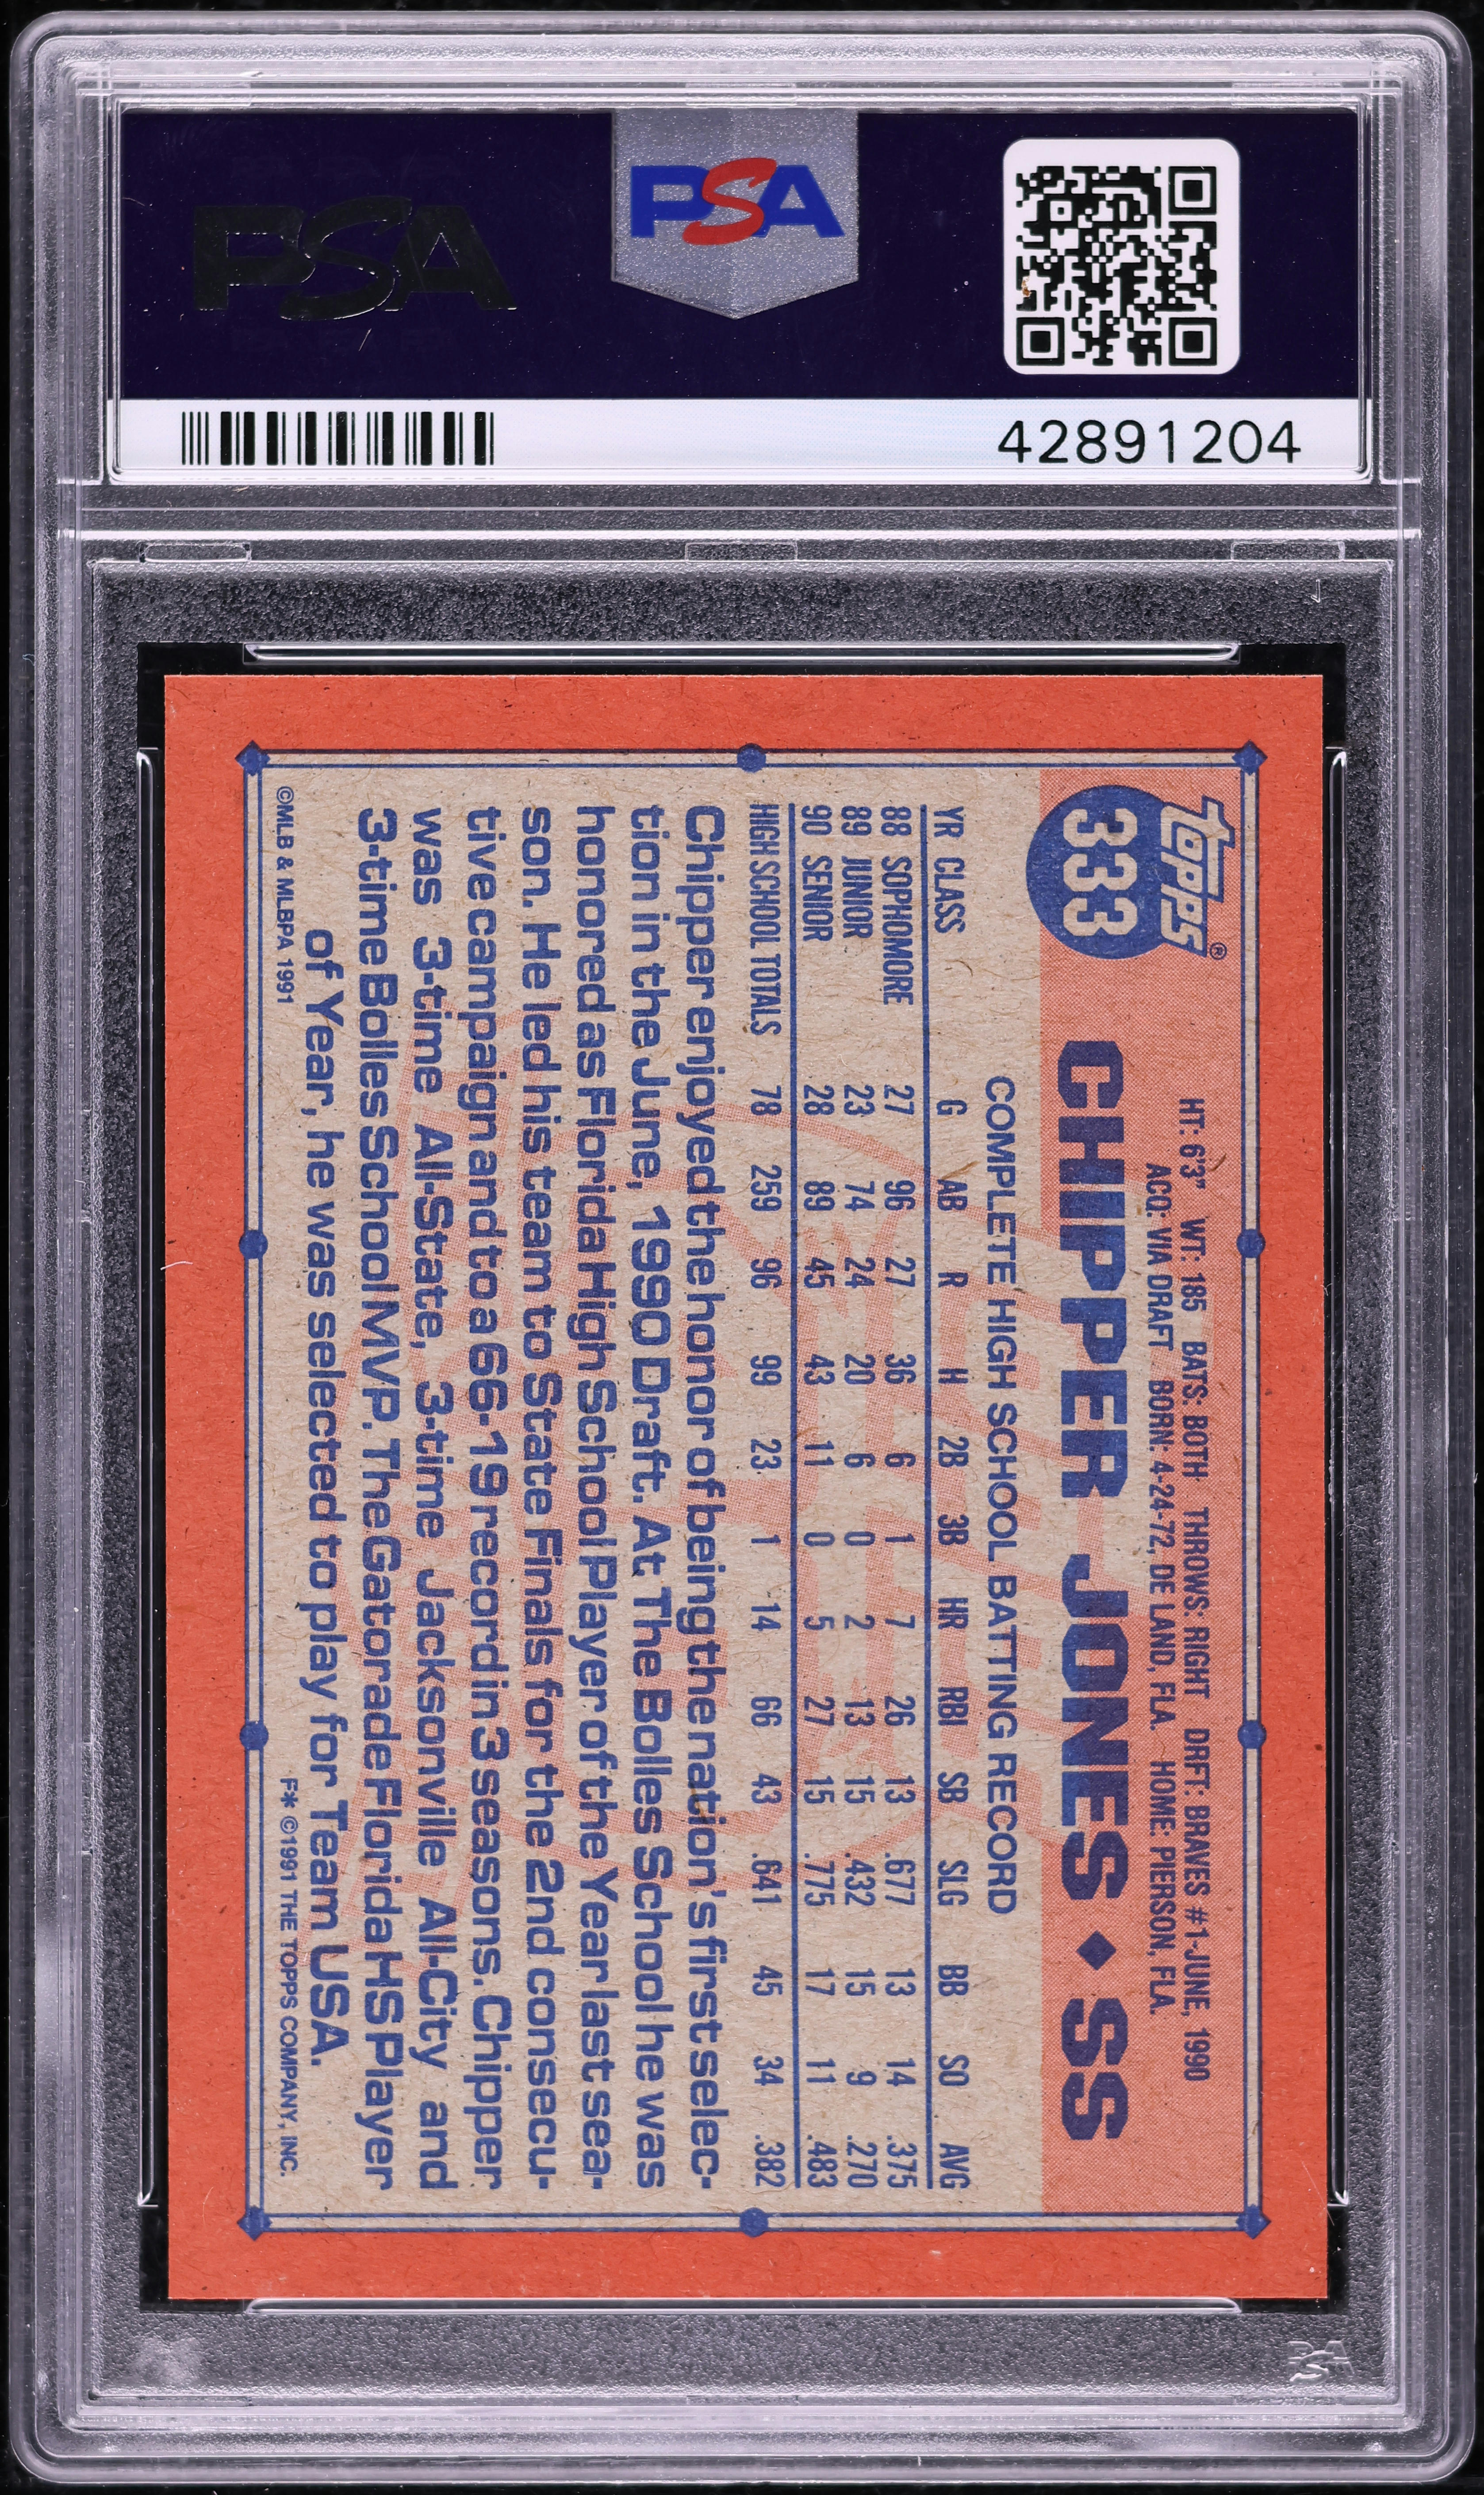 PSA
PSA
42891204
Topps®
333
HT: 6'3" WT: 185 BATS: BOTH THROWS: RIGHT DRFT: BRAVES #1-JUNE, 1990
ACQ: VIA DRAFT BORN: 4-24-72, DE LAND, FLA. HOME: PIERSON, FLA.
CHIPPER JONES ◆ SS
COMPLETE HIGH SCHOOL BATTING RECORD
YR CLASS G AB R H 2B 3B HR RBI SB SLG BB SO AVG
88 SOPHOMORE 27 96 27 36 6 1 7 26 13 .677 13 14 .375
89 JUNIOR 23 74 24 20 6 0 2 13 15 .432 15 9 .270
90 SENIOR 28 89 45 43 11 0 5 27 15 .775 17 11 .483
HIGH SCHOOL TOTALS 78 259 96 99 23 1 14 66 43 .641 45 34 .382
Chipper enjoyed the honor of being the nation's first selec-
tion in the June, 1990 Draft. At The Bolles School he was
honored as Florida High School Player of the Year last sea-
son. He led his team to State Finals for the 2nd consecu-
tive campaign and to a 66-19 record in 3 seasons. Chipper
was 3-time All-State, 3-time Jacksonville All-City and
3-time Bolles School MVP. The Gatorade Florida HS Player
of Year, he was selected to play for Team USA.
©MLB & MLBPA 1991
F* ©1991 THE TOPPS COMPANY, INC.
PSA